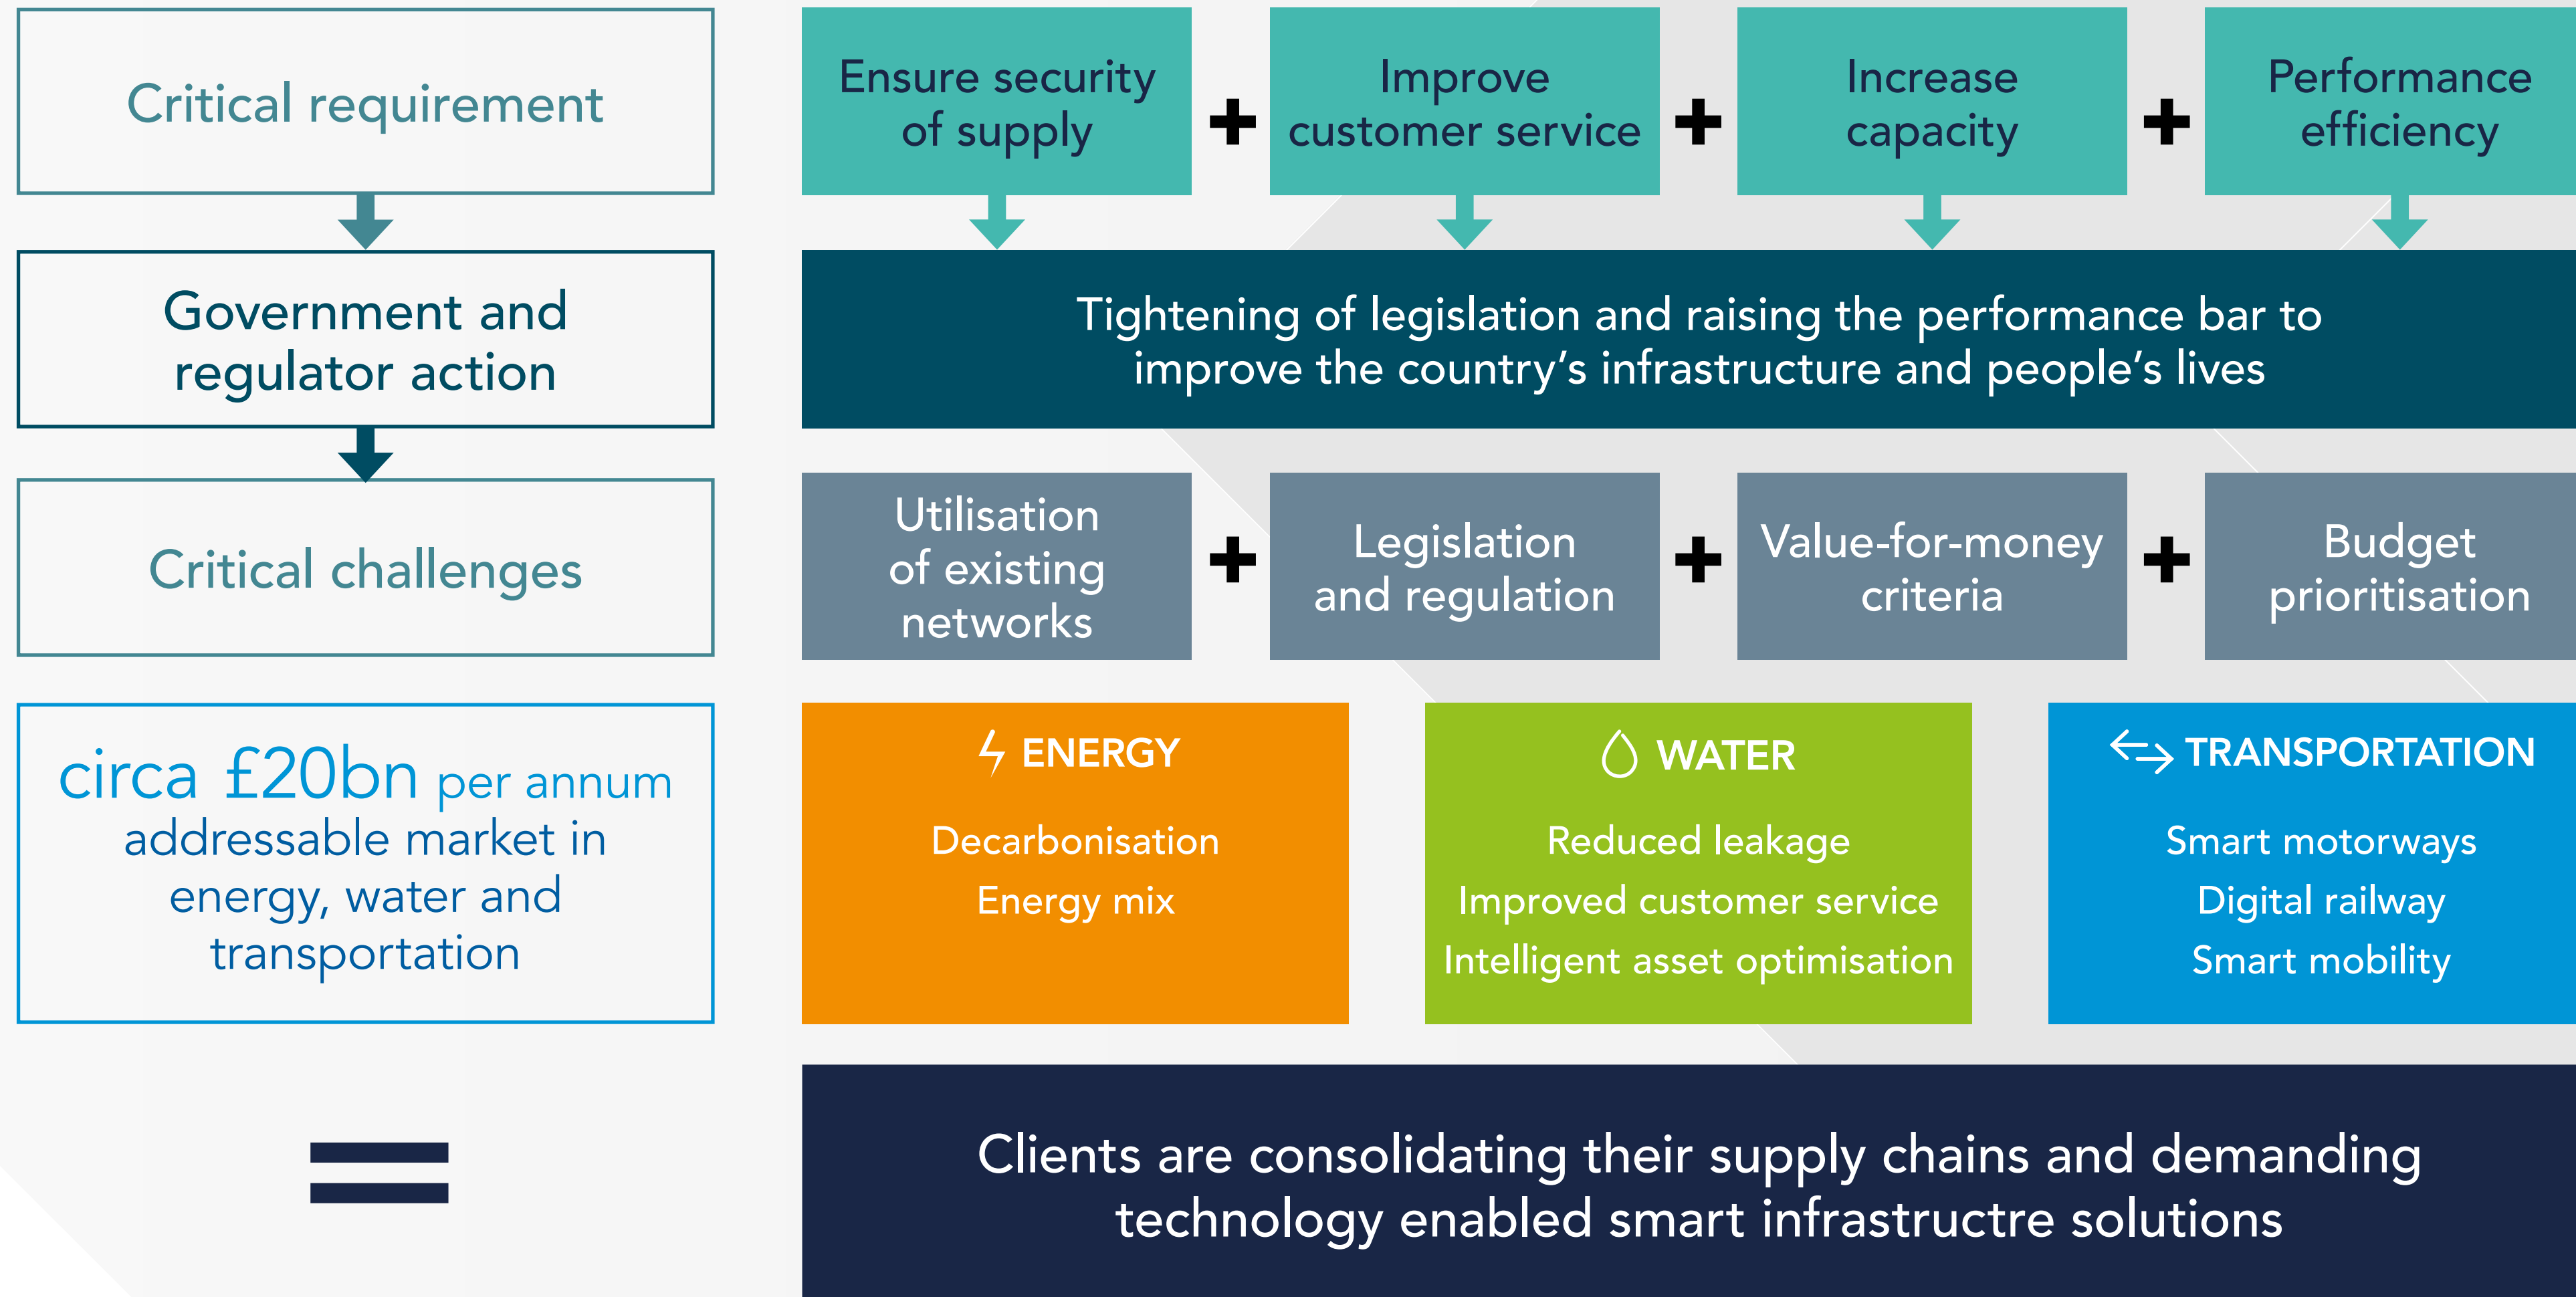 Critical requirement
Ensure security
of supply
+
Improve
customer service
+
Increase
capacity
+
Performance
efficiency
Government and
regulator action
Tightening of legislation and raising the performance bar to
improve the country’s infrastructure and people’s lives
Critical challenges
Utilisation
of existing
networks
+
Legislation
and regulation
+
Value-for-money
criteria
+
Budget
prioritisation
circa £20bn per annum
addressable market in
energy, water and
transportation
ENERGY
Decarbonisation
Energy mix
WATER
Reduced leakage
Improved customer service
Intelligent asset optimisation
TRANSPORTATION
Smart motorways
Digital railway
Smart mobility
=
Clients are consolidating their supply chains and demanding
technology enabled smart infrastructre solutions